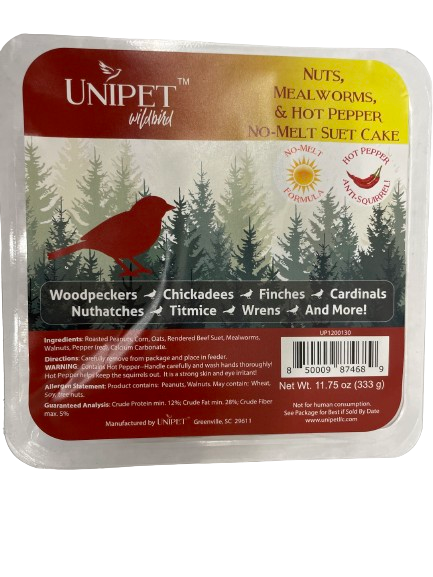 UNIPET™
wildbird
NUTS,
MEALWORMS,
& HOT PEPPER
NO-MELT SUET CAKE
NO-MELT
FORMULA
HOT PEPPER
ANTI-SQUIRREL!
Woodpeckers Chickadees Finches Cardinals
Nuthatches Titmice Wrens And More!
Ingredients: Roasted Peanuts, Corn, Oats, Rendered Beef Suet, Mealworms,
Walnuts, Pepper (red), Calcium Carbonate.
Directions: Carefully remove from package and place in feeder.
WARNING: Contains Hot Pepper–Handle carefully and wash hands thoroughly!
Hot Pepper helps keep the squirrels out. It is a strong skin and eye irritant!
Allergen Statement: Product contains: Peanuts, Walnuts. May contain: Wheat,
Soy, tree nuts.
Guaranteed Analysis: Crude Protein min. 12%; Crude Fat min. 28%; Crude Fiber
max. 5%
Manufactured by UNIPET Greenville, SC 29611
UP1200130
8 50009 87468 9
Net Wt. 11.75 oz (333 g)
Not for human consumption.
See Package for Best if Sold By Date
www.unipetllc.com